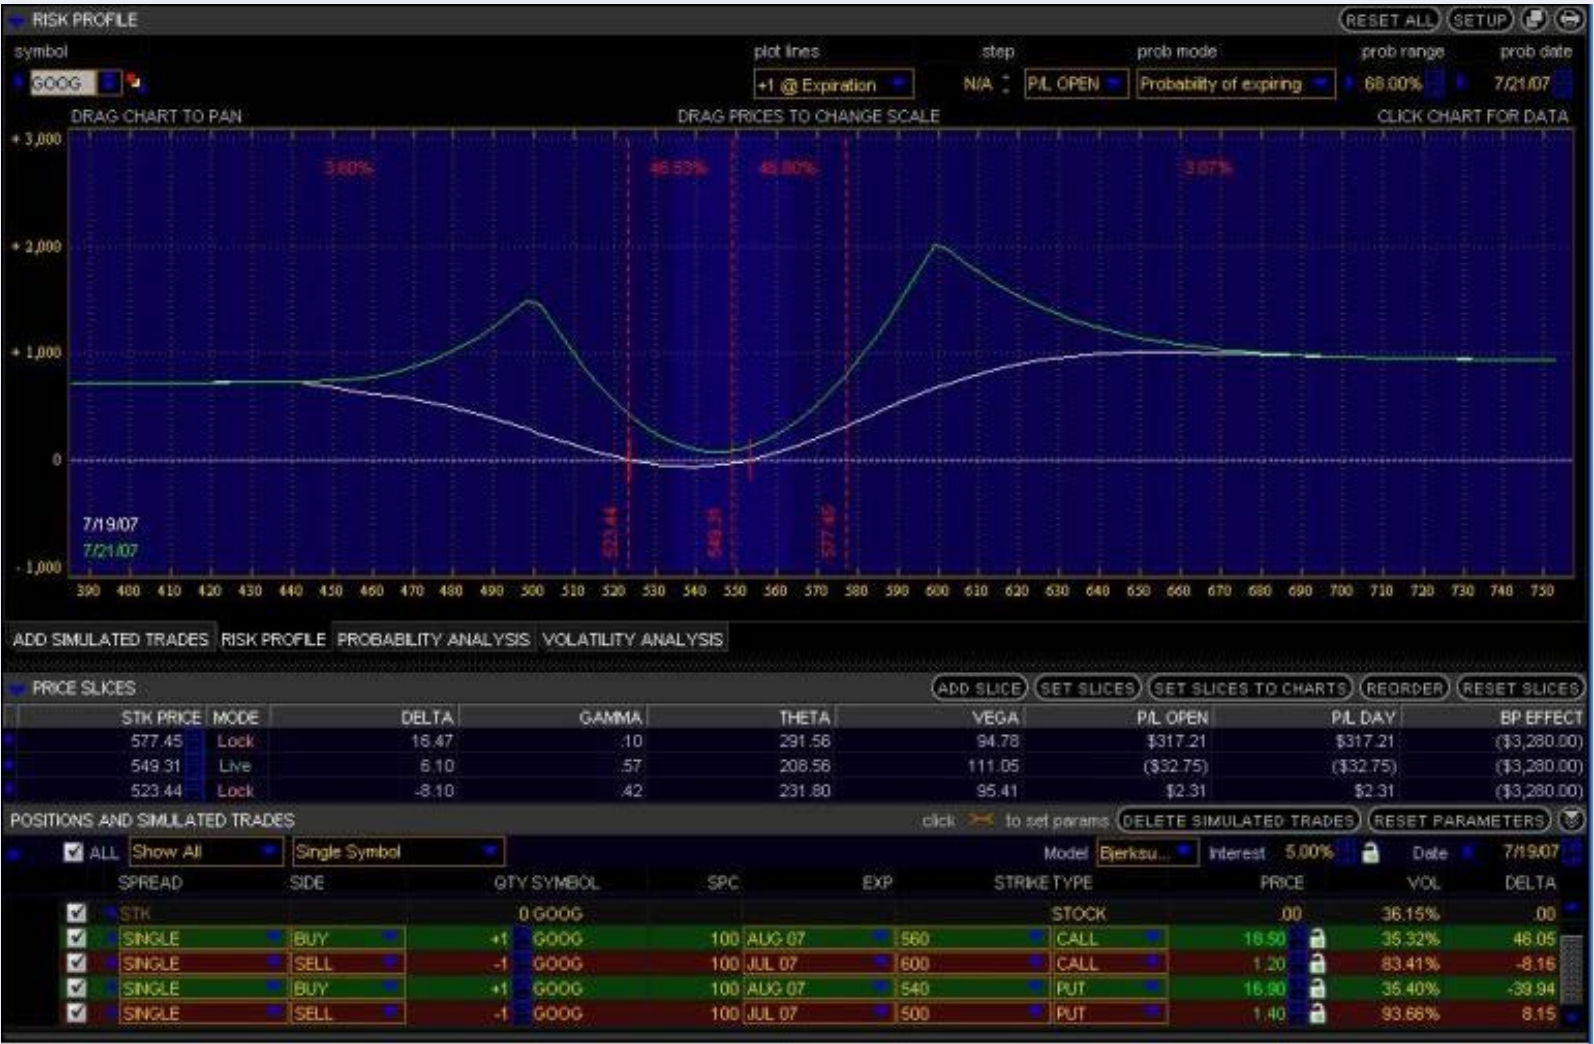 RISK PROFILE RESET ALL SETUP
symbol plot lines step prob mode prob range prob date
GOOG +1 @ Expiration N/A P/L OPEN Probability of expiring 68.00% 7/21/07
DRAG CHART TO PAN DRAG PRICES TO CHANGE SCALE CLICK CHART FOR DATA
+ 3,000
3.60% 46.53% 45.80% 3.07%
+ 2,000
+ 1,000
0
523.44 549.31 577.45
7/19/07
7/21/07
- 1,000
390 400 410 420 430 440 450 460 470 480 490 500 510 520 530 540 550 560 570 580 590 600 610 620 630 640 650 660 670 680 690 700 710 720 730 740 750
ADD SIMULATED TRADES RISK PROFILE PROBABILITY ANALYSIS VOLATILITY ANALYSIS
PRICE SLICES ADD SLICE SET SLICES SET SLICES TO CHARTS REORDER RESET SLICES
STK PRICE MODE DELTA GAMMA THETA VEGA P/L OPEN P/L DAY BP EFFECT
577.45 Lock 16.47 .10 291.56 94.78 $317.21 $317.21 ($3,280.00)
549.31 Live 6.10 .57 208.56 111.05 ($32.75) ($32.75) ($3,280.00)
523.44 Lock -8.10 .42 231.80 95.41 $2.31 $2.31 ($3,280.00)
POSITIONS AND SIMULATED TRADES click to set params DELETE SIMULATED TRADES RESET PARAMETERS
ALL Show All Single Symbol Model Bjerksu... Interest 5.00% Date 7/19/07
SPREAD SIDE QTY SYMBOL SPC EXP STRIKE TYPE PRICE VOL DELTA
STK 0 GOOG STOCK .00 36.15% .00
SINGLE BUY +1 GOOG 100 AUG 07 560 CALL 18.50 35.32% 46.05
SINGLE SELL -1 GOOG 100 JUL 07 600 CALL 1.20 83.41% -8.16
SINGLE BUY +1 GOOG 100 AUG 07 540 PUT 16.90 35.40% -39.94
SINGLE SELL -1 GOOG 100 JUL 07 500 PUT 1.40 93.66% 8.15